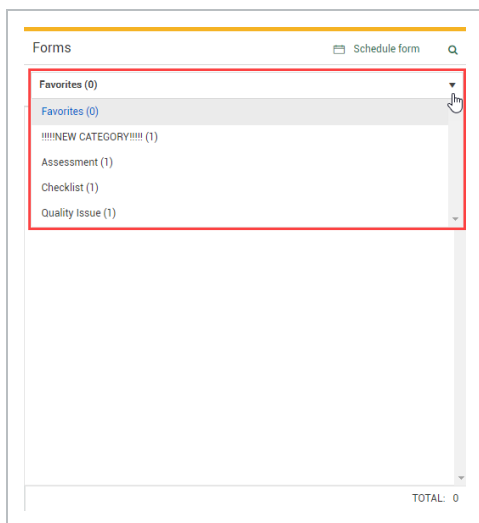 Forms
Schedule form
Favorites (0)
Favorites (0)
!!!!!NEW CATEGORY!!!!! (1)
Assessment (1)
Checklist (1)
Quality Issue (1)
TOTAL: 0